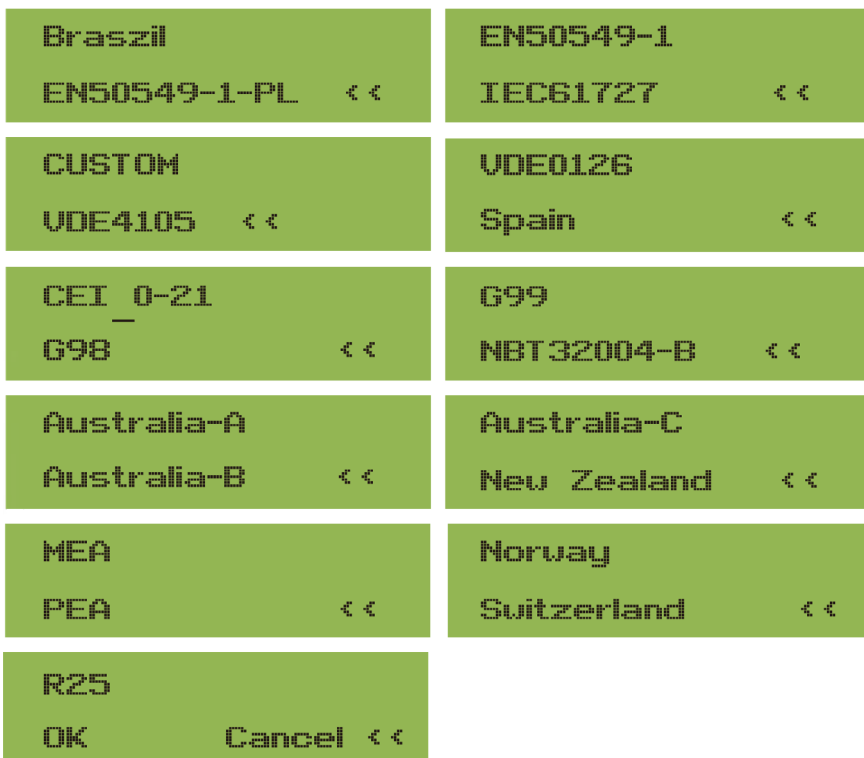 Braszil
EN50549-1-PL <<
EN50549-1
IEC61727 <<
CUSTOM
VDE4105 <<
VDE0126
Spain <<
CEI_0-21
G98 <<
G99
NBT32004-B <<
Australia-A
Australia-B <<
Australia-C
New Zealand <<
MEA
PEA <<
Norway
Switzerland <<
R25
OK Cancel <<